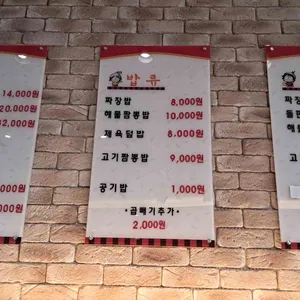 14,000원
20,000원
32,000원
,000원
000원
밥 류
짜장밥 8,000원
해물짬뽕밥 10,000원
제육덮밥 8,000원
고기짬뽕밥 9,000원
공기밥 1,000원
•곱빼기추가•
2,000원
짜장
고기
공